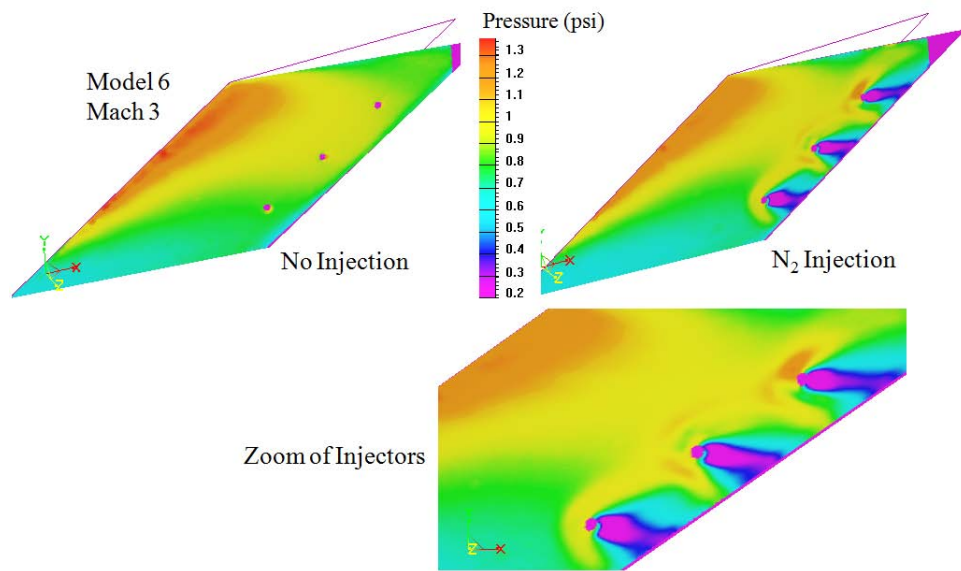 Pressure (psi)
Model 6
Mach 3
1.3
1.2
1.1
1
0.9
0.8
0.7
0.6
0.5
0.4
0.3
0.2
Y
X
Z
X
Z
No Injection
N₂ Injection
Zoom of Injectors
Z
X